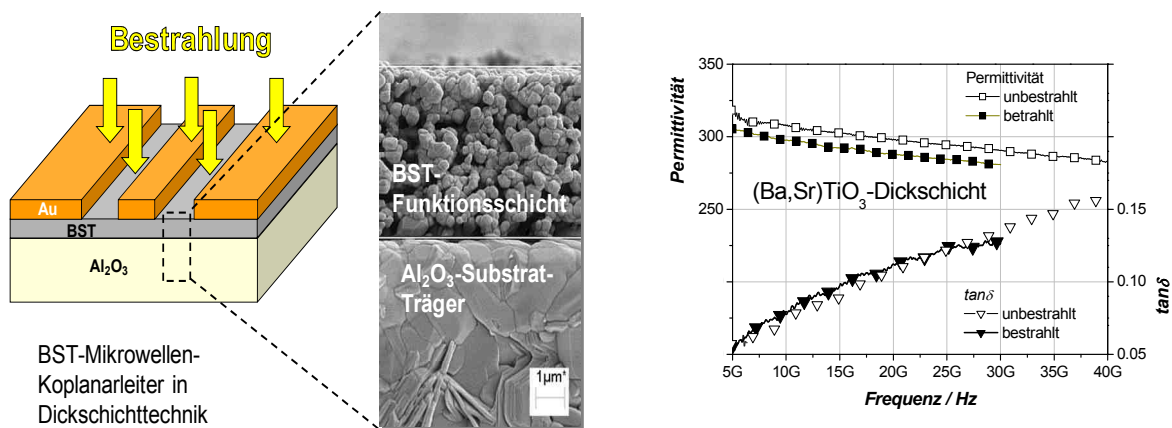 Bestrahlung
Au
BST
Al₂O₃
BST-Mikrowellen-
Koplanarleiter in
Dickschichttechnik
BST-
Funktionsschicht
Al₂O₃-Substrat-
Träger
1µm*
Permittivität
350
300
250
Permittivität
unbestrahlt
betrahlt
(Ba,Sr)TiO₃-Dickschicht
tanδ
unbestrahlt
bestrahlt
0.15
0.10
0.05
tanδ
5G 10G 15G 20G 25G 30G 35G 40G
Frequenz / Hz